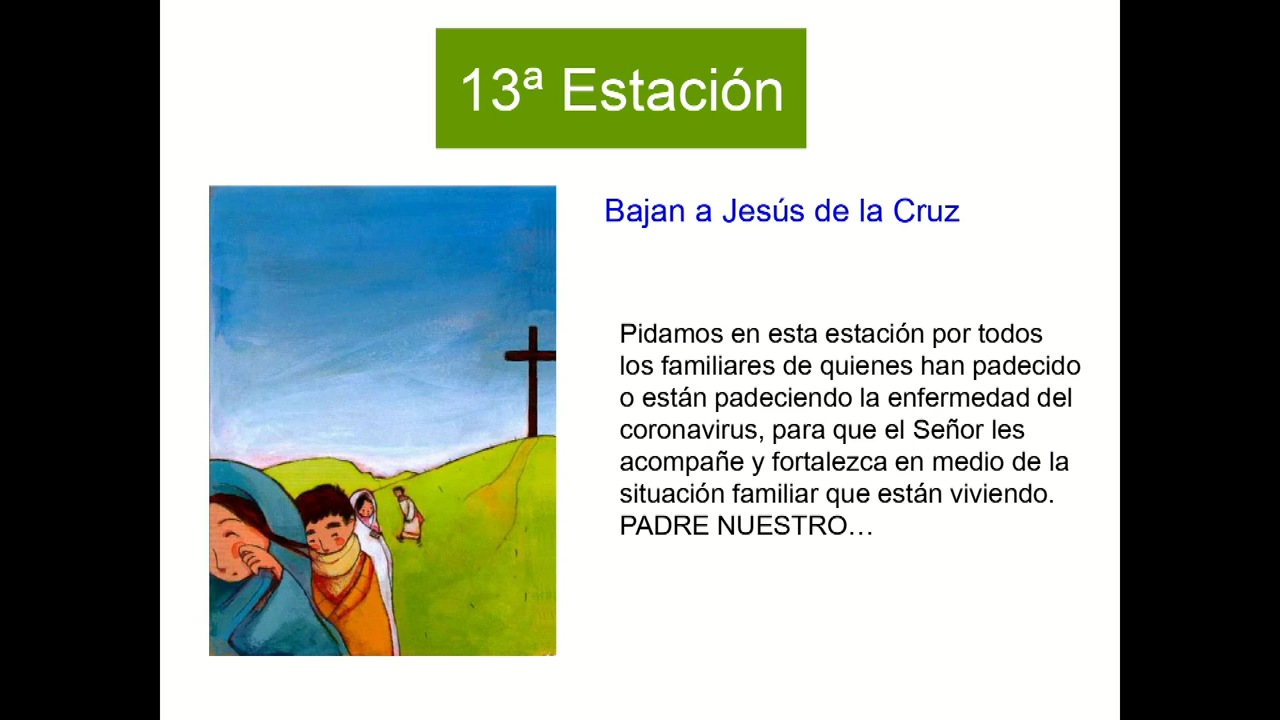 13ª Estación
Bajan a Jesús de la Cruz
Pidamos en esta estación por todos
los familiares de quienes han padecido
o están padeciendo la enfermedad del
coronavirus, para que el Señor les
acompañe y fortalezca en medio de la
situación familiar que están viviendo.
PADRE NUESTRO…